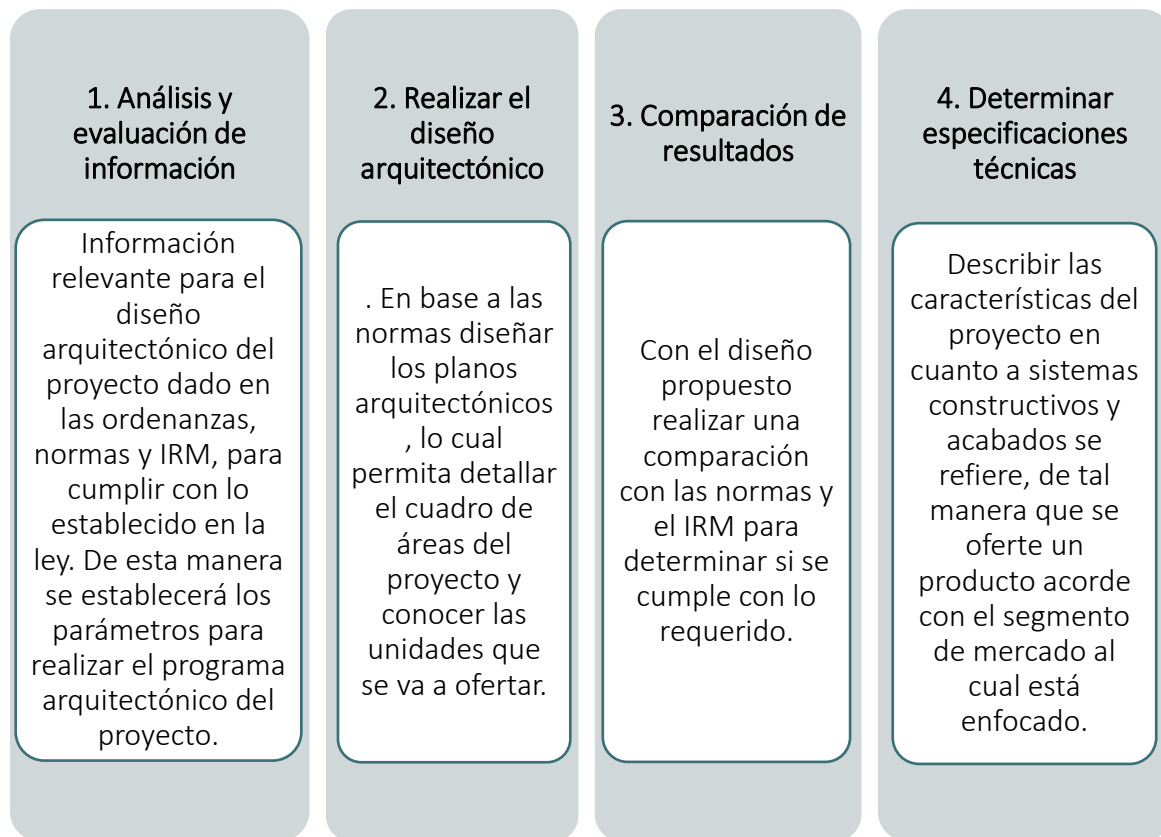 1. Análisis y
evaluación de
información
Información
relevante para el
diseño
arquitectónico del
proyecto dado en
las ordenanzas,
normas y IRM, para
cumplir con lo
establecido en la
ley. De esta manera
se establecerá los
parámetros para
realizar el programa
arquitectónico del
proyecto.
2. Realizar el
diseño
arquitectónico
. En base a las
normas diseñar
los planos
arquitectónicos
, lo cual
permita detallar
el cuadro de
áreas del
proyecto y
conocer las
unidades que
se va a ofertar.
3. Comparación de
resultados
Con el diseño
propuesto
realizar una
comparación
con las normas y
el IRM para
determinar si se
cumple con lo
requerido.
4. Determinar
especificaciones
técnicas
Describir las
características del
proyecto en
cuanto a sistemas
constructivos y
acabados se
refiere, de tal
manera que se
oferte un
producto acorde
con el segmento
de mercado al
cual está
enfocado.